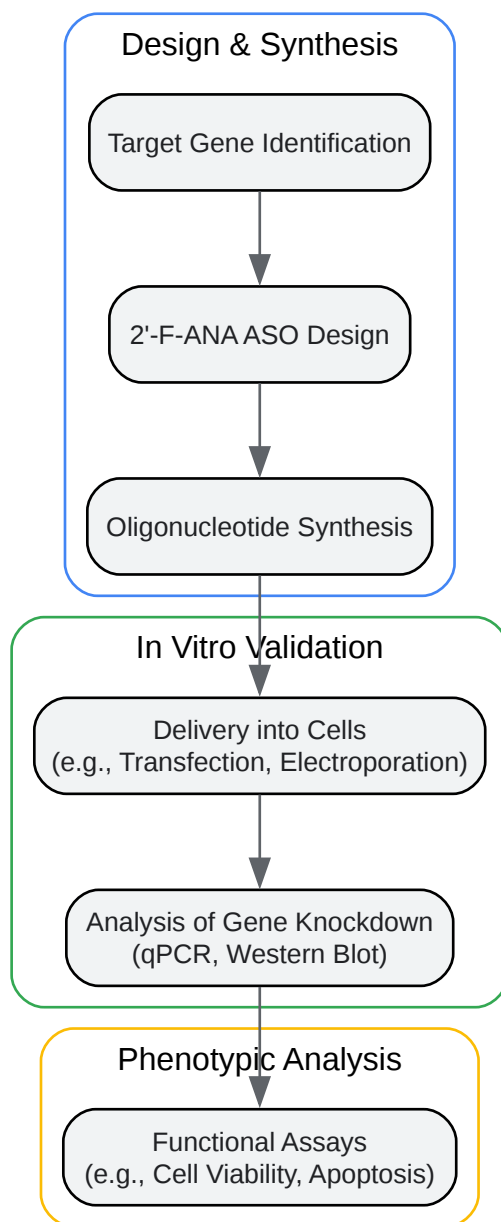 Design & Synthesis
Target Gene Identification
2'-F-ANA ASO Design
Oligonucleotide Synthesis
In Vitro Validation
Delivery into Cells
(e.g., Transfection, Electroporation)
Analysis of Gene Knockdown
(qPCR, Western Blot)
Phenotypic Analysis
Functional Assays
(e.g., Cell Viability, Apoptosis)